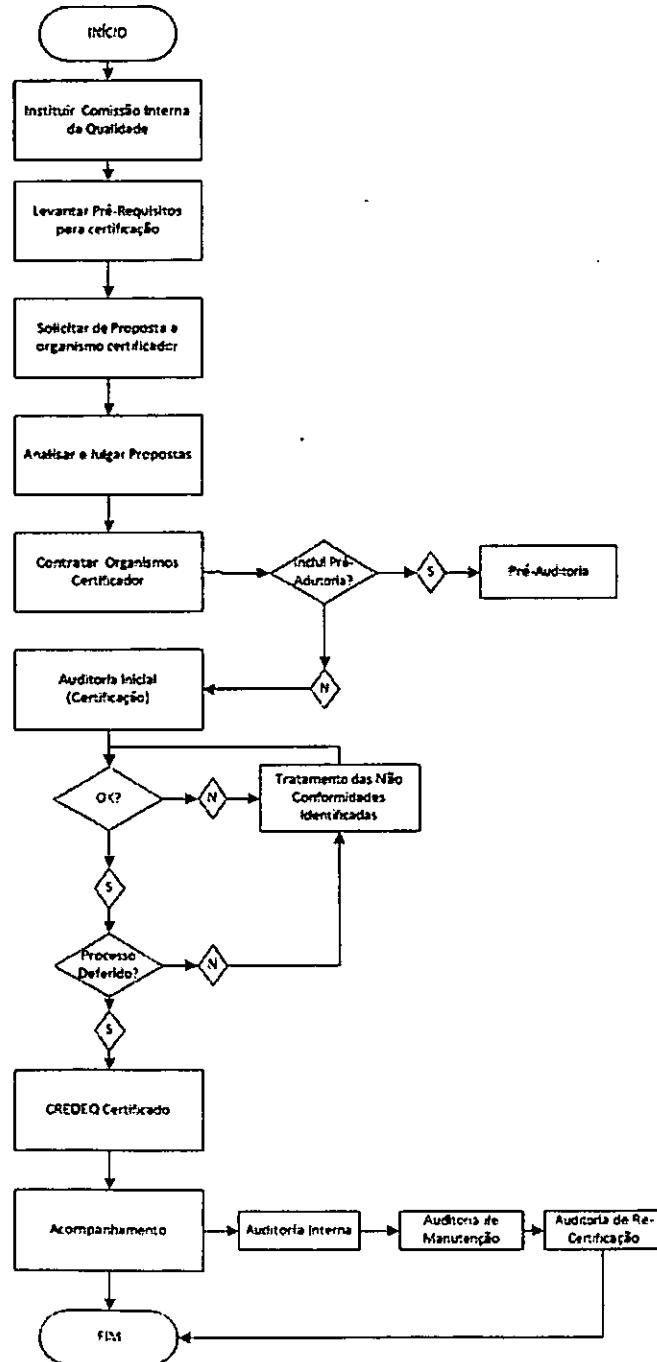 INÍCIO
Instituir Comissão Interna
da Qualidade
Levantar Pré-Requisitos
para certificação
Solicitar de Proposta a
organismo certificador
Analisar e Julgar Propostas
Contratar Organismos
Certificador
Inclui Pré-
Adutoria?
S
Pré-Auditoria
N
Auditoria Inicial
(Certificação)
OK?
N
Tratamento das Não
Conformidades
Identificadas
S
Processo
Deferido?
N
S
CREDEQ Certificado
Acompanhamento
Auditoria Interna
Auditoria de
Manutenção
Auditoria de Re-
Certificação
FIM